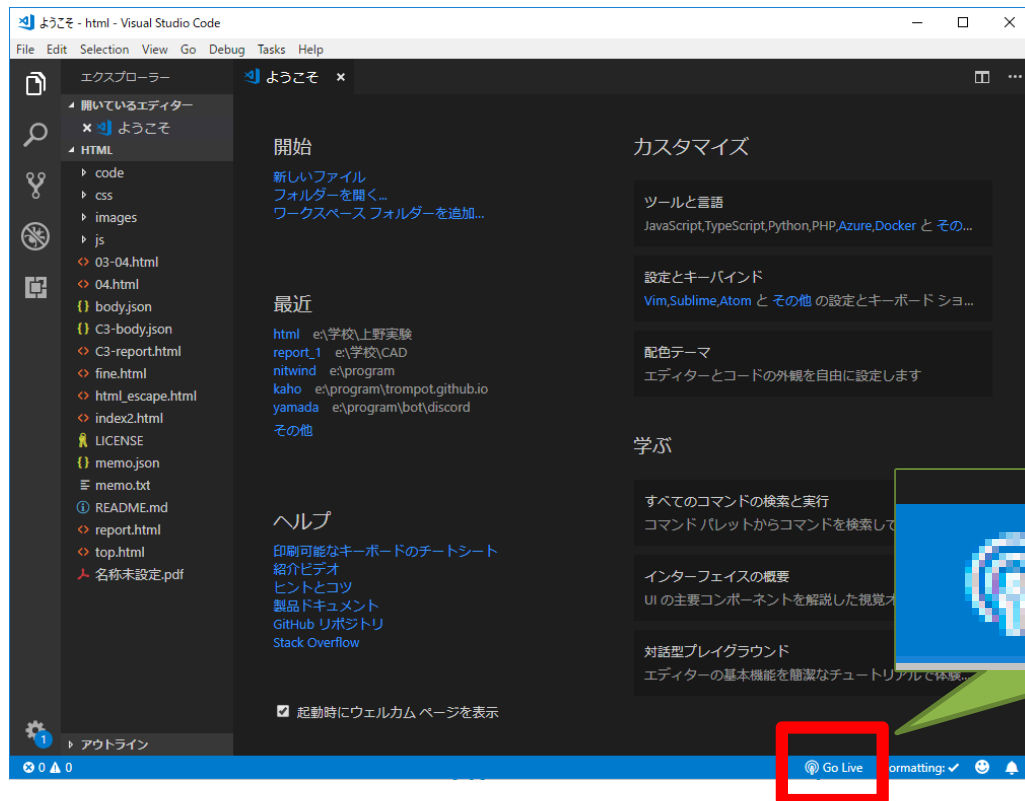 ようこそ - html - Visual Studio Code
File Edit Selection View Go Debug Tasks Help
エクスプローラー
開いているエディター
ようこそ
HTML
code
css
images
js
03-04.html
04.html
body.json
C3-body.json
C3-report.html
fine.html
html_escape.html
index2.html
LICENSE
memo.json
memo.txt
README.md
report.html
top.html
名称未設定.pdf
アウトライン
ようこそ
開始
新しいファイル
フォルダーを開く...
ワークスペース フォルダーを追加...
最近
html e:\学校\上野実験
report_1 e:\学校\CAD
nitwind e:\program
kaho e:\program\trompot.github.io
yamada e:\program\bot\discord
その他
ヘルプ
印刷可能なキーボードのチートシート
紹介ビデオ
ヒントとコツ
製品ドキュメント
GitHub リポジトリ
Stack Overflow
起動時にウェルカム ページを表示
カスタマイズ
ツールと言語
JavaScript,TypeScript,Python,PHP,Azure,Docker と その...
設定とキーバインド
Vim,Sublime,Atom と その他 の設定とキーボード ショ...
配色テーマ
エディターとコードの外観を自由に設定します
学ぶ
すべてのコマンドの検索と実行
コマンド パレットからコマンドを検索して
インターフェイスの概要
UI の主要コンポーネントを解説した視覚オ
対話型プレイグラウンド
エディターの基本機能を簡潔なチュートリアルで体験...
1
0 0
Go Live
ormatting: